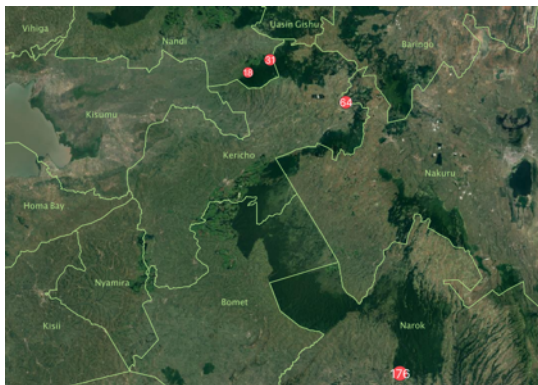 Vihiga
Uasin Gishu
Nandi
Baringo
31
18
64
Kisumu
Kericho
Nakuru
Homa Bay
Nyamira
Bomet
Kisii
Narok
176